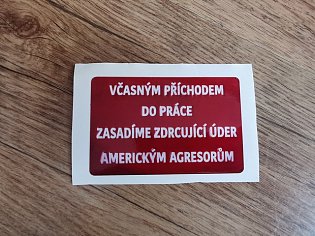 VČASNÝM PŘÍCHODEM
DO PRÁCE
ZASADÍME ZDRCUJÍCÍ ÚDER
AMERICKÝM AGRESORŮM